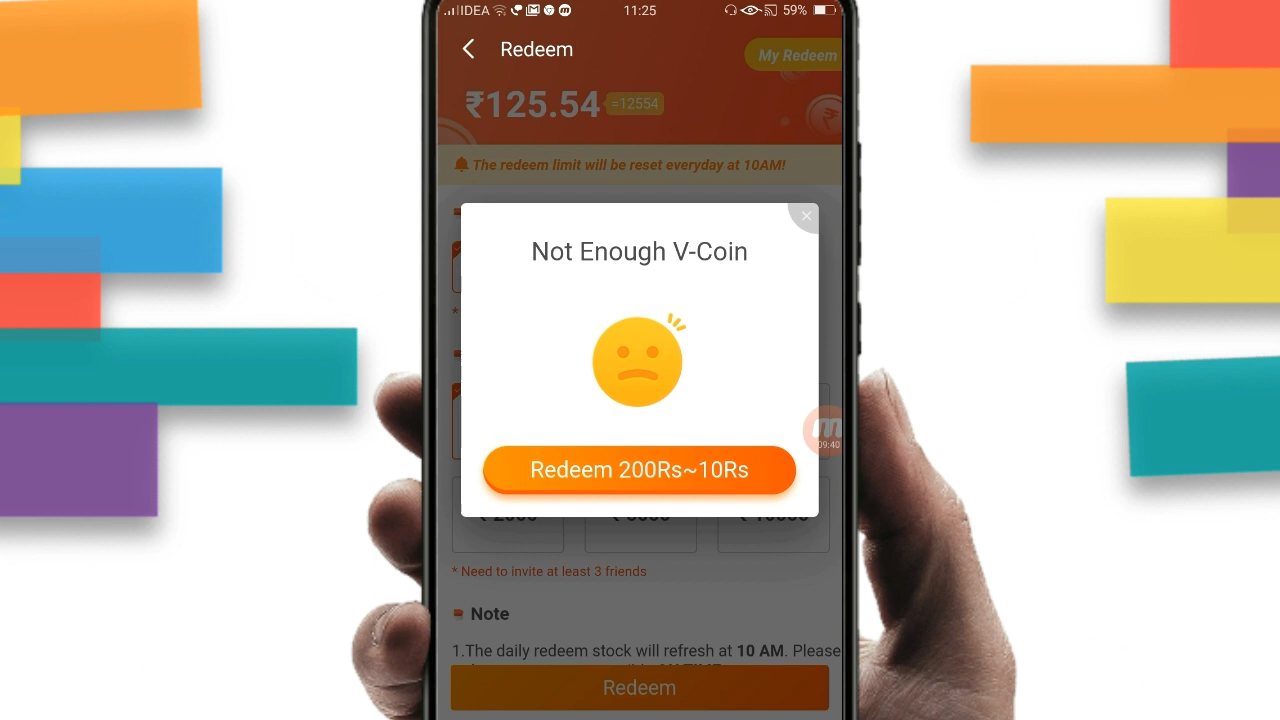 IDEA 11:25 59%
Redeem
My Redeem
₹125.54 =12554
The redeem limit will be reset everyday at 10AM!
Not Enough V-Coin
Redeem 200Rs~10Rs
09:40
* Need to invite at least 3 friends
Note
1.The daily redeem stock will refresh at 10 AM. Please
Redeem